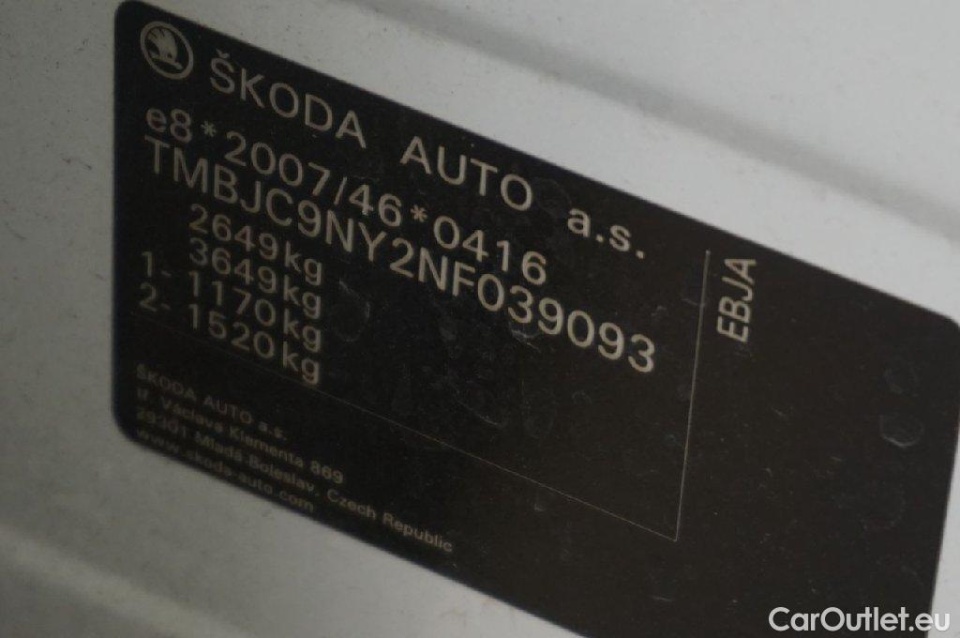 ŠKODA AUTO a.s.
e8*2007/46*0416
TMBJC9NY2NF039093
2649kg
3649kg
1- 1170kg
2- 1520kg
EBJA
ŠKODA AUTO a.s.
tř. Václava Klementa 869
29301 Mladá Boleslav, Czech Republic
www.skoda-auto.com
CarOutlet.eu